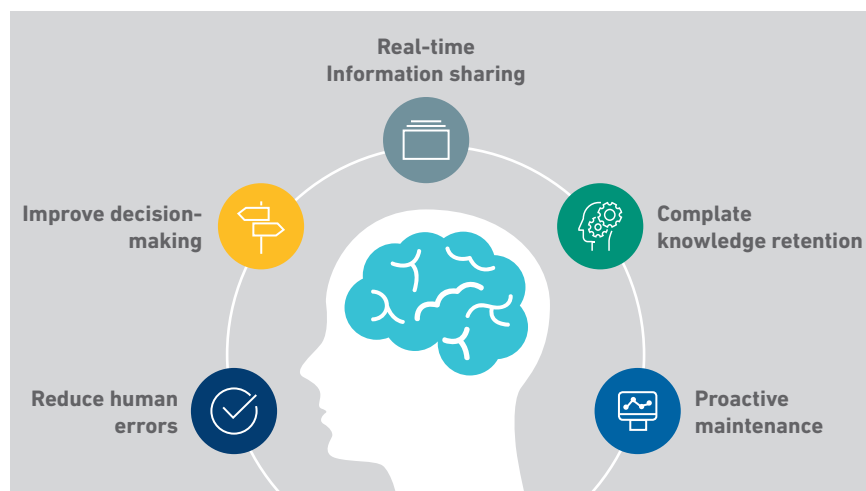 Real-time
Information sharing
Improve decision-
making
Complate
knowledge retention
Reduce human
errors
Proactive
maintenance